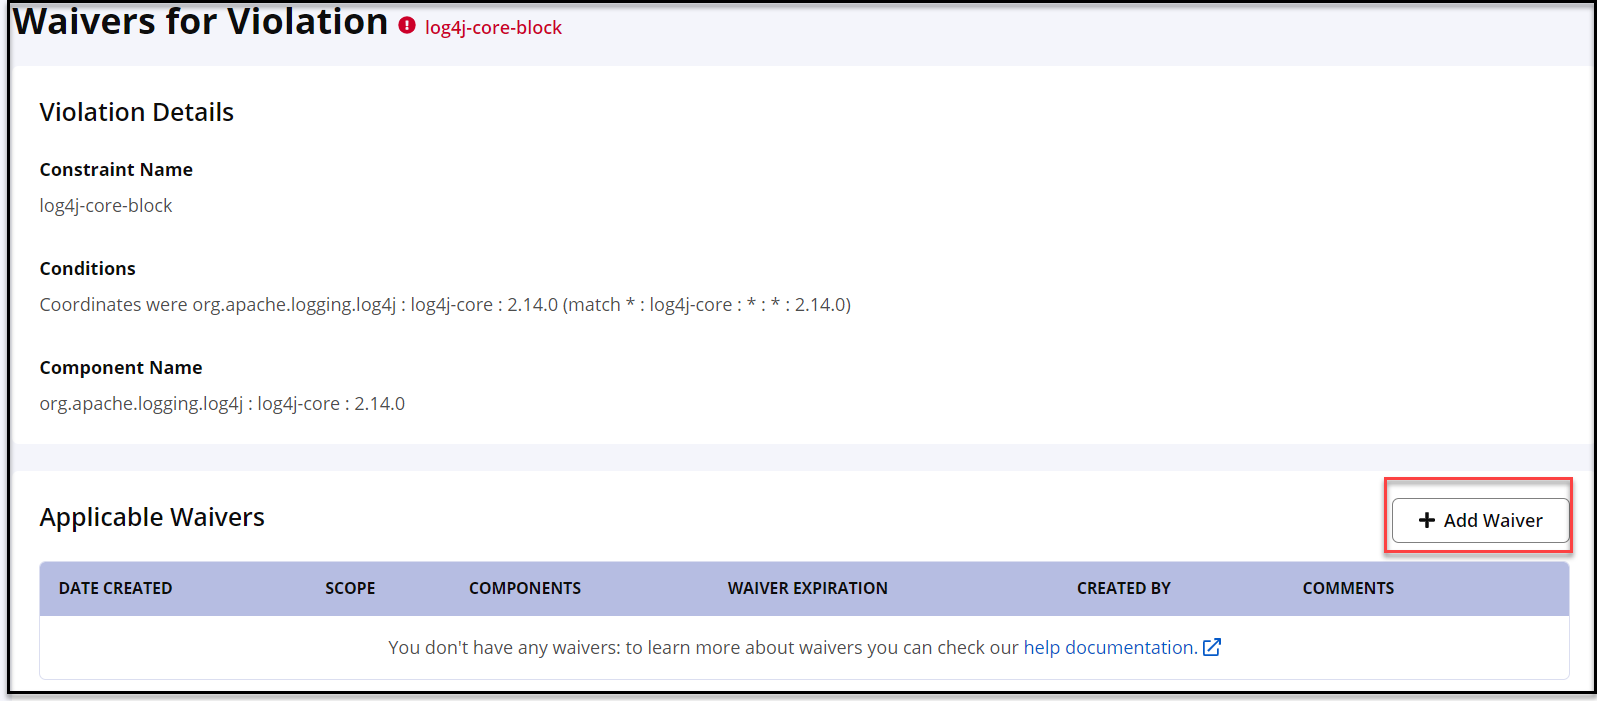 Waivers for Violation log4j-core-block
Violation Details
Constraint Name
log4j-core-block
Conditions
Coordinates were org.apache.logging.log4j : log4j-core : 2.14.0 (match * : log4j-core : * : * : 2.14.0)
Component Name
org.apache.logging.log4j : log4j-core : 2.14.0
Applicable Waivers
Add Waiver
DATE CREATED SCOPE COMPONENTS WAIVER EXPIRATION CREATED BY COMMENTS
You don't have any waivers: to learn more about waivers you can check our help documentation.